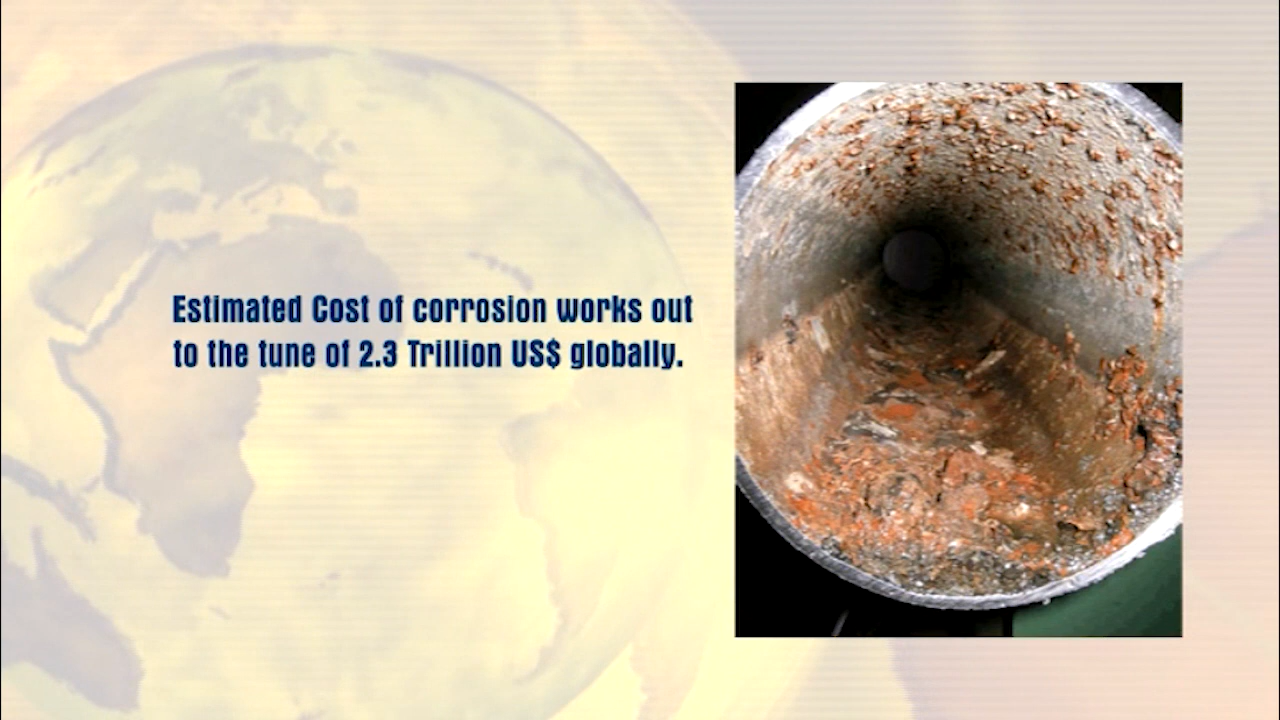 Estimated Cost of corrosion works out
to the tune of 2.3 Trillion US$ globally.